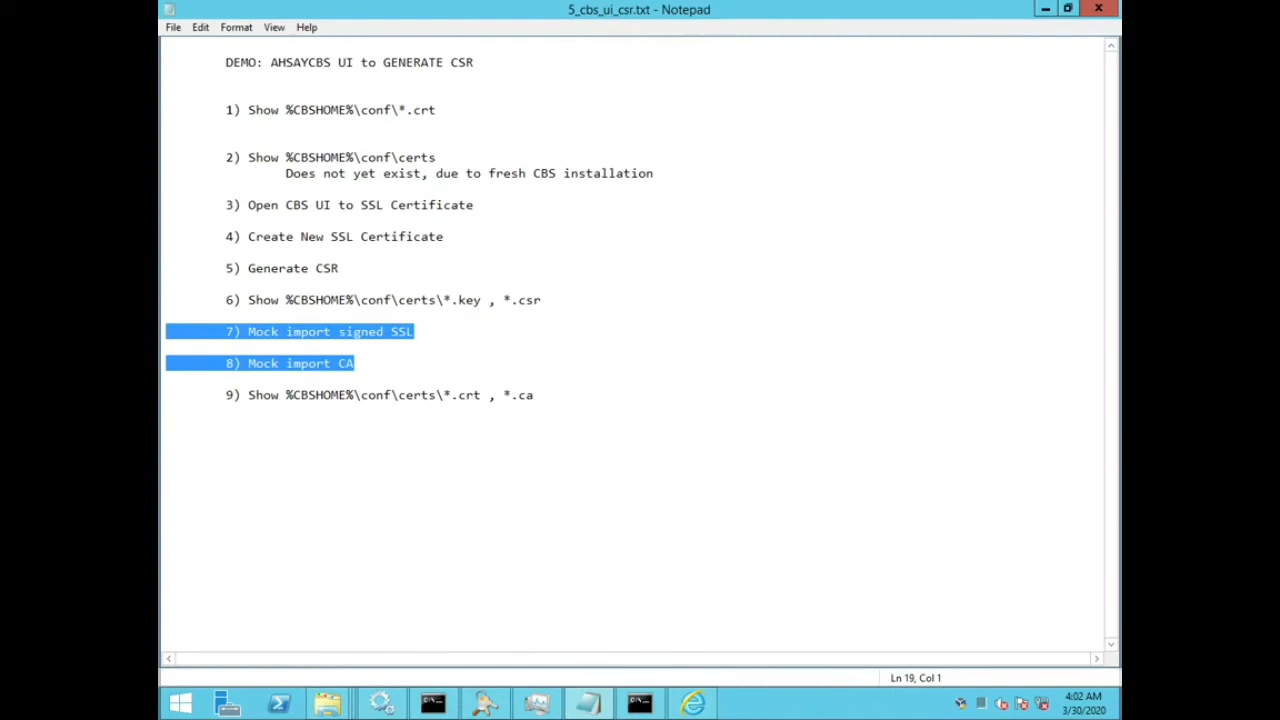 5_cbs_ui_csr.txt - Notepad
File Edit Format View Help
DEMO: AHSAYCBS UI to GENERATE CSR
1) Show %CBSHOME%\conf\*.crt
2) Show %CBSHOME%\conf\certs
Does not yet exist, due to fresh CBS installation
3) Open CBS UI to SSL Certificate
4) Create New SSL Certificate
5) Generate CSR
6) Show %CBSHOME%\conf\certs\*.key , *.csr
7) Mock import signed SSL
8) Mock import CA
9) Show %CBSHOME%\conf\certs\*.crt , *.ca
Ln 19, Col 1
4:02 AM
3/30/2020